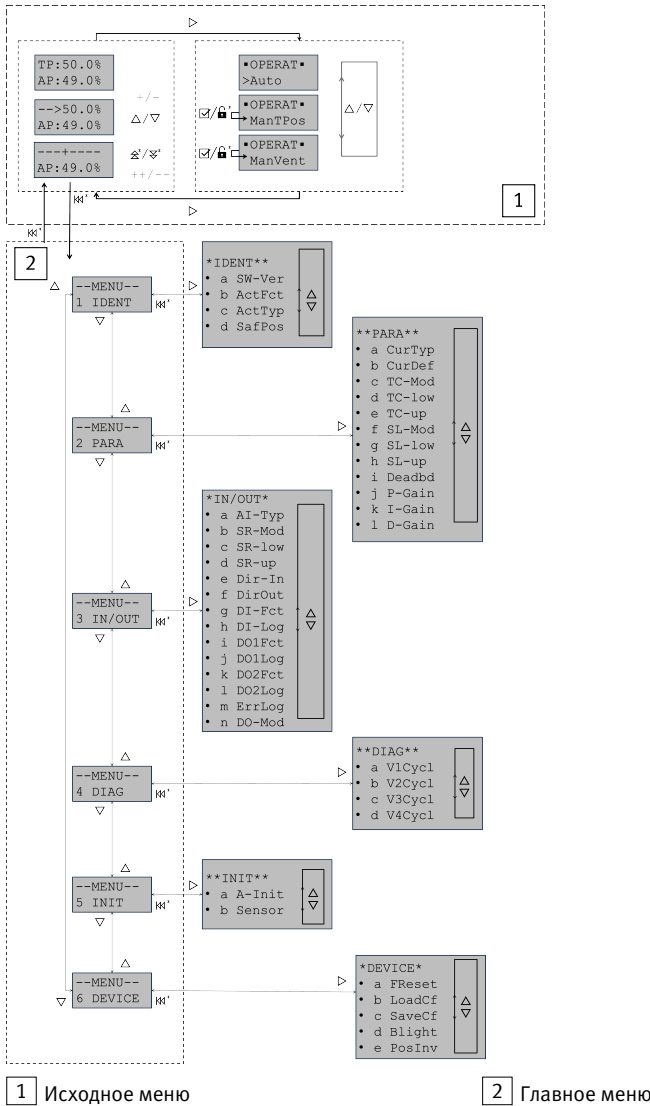 TP:50.0%
AP:49.0%
-->50.0%
AP:49.0%
+/-
---+----
AP:49.0%
++/--
▪OPERAT▪
>Auto
▪OPERAT▪
ManTPos
▪OPERAT▪
ManVent
1
2
--MENU--
1 IDENT
*IDENT**
• a SW-Ver
• b ActFct
• c ActTyp
• d SafPos
--MENU--
2 PARA
**PARA**
• a CurTyp
• b CurDef
• c TC-Mod
• d TC-low
• e TC-up
• f SL-Mod
• g SL-low
• h SL-up
• i Deadbd
• j P-Gain
• k I-Gain
• l D-Gain
--MENU--
3 IN/OUT
*IN/OUT*
• a AI-Typ
• b SR-Mod
• c SR-low
• d SR-up
• e Dir-In
• f DirOut
• g DI-Fct
• h DI-Log
• i DO1Fct
• j DO1Log
• k DO2Fct
• l DO2Log
• m ErrLog
• n DO-Mod
--MENU--
4 DIAG
**DIAG**
• a V1Cycl
• b V2Cycl
• c V3Cycl
• d V4Cycl
--MENU--
5 INIT
**INIT**
• a A-Init
• b Sensor
--MENU--
6 DEVICE
*DEVICE*
• a FReset
• b LoadCf
• c SaveCf
• d Blight
• e PosInv
1 Исходное меню
2 Главное меню